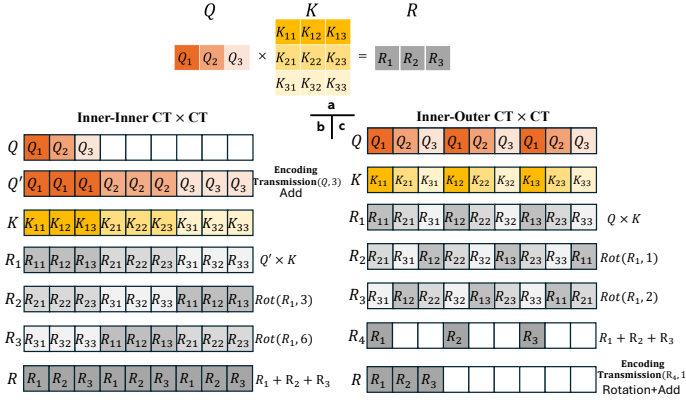 Q K R
K₁₁ K₁₂ K₁₃
Q₁ Q₂ Q₃ × K₂₁ K₂₂ K₂₃ = R₁ R₂ R₃
K₃₁ K₃₂ K₃₃
a
b c
Inner-Inner CT × CT
Q Q₁ Q₂ Q₃
Q′ Q₁ Q₁ Q₁ Q₂ Q₂ Q₂ Q₃ Q₃ Q₃
Encoding
Transmission(Q, 3)
Add
K K₁₁ K₁₂ K₁₃ K₂₁ K₂₂ K₂₃ K₃₁ K₃₂ K₃₃
R₁ R₁₁ R₁₂ R₁₃ R₂₁ R₂₂ R₂₃ R₃₁ R₃₂ R₃₃ Q′ × K
R₂ R₂₁ R₂₂ R₂₃ R₃₁ R₃₂ R₃₃ R₁₁ R₁₂ R₁₃ Rot(R₁, 3)
R₃ R₃₁ R₃₂ R₃₃ R₁₁ R₁₂ R₁₃ R₂₁ R₂₂ R₂₃ Rot(R₁, 6)
R R₁ R₂ R₃ R₁ R₂ R₃ R₁ R₂ R₃ R₁ + R₂ + R₃
Inner-Outer CT × CT
Q Q₁ Q₂ Q₃ Q₁ Q₂ Q₃ Q₁ Q₂ Q₃
K K₁₁ K₂₁ K₃₁ K₁₂ K₂₂ K₃₂ K₁₃ K₂₃ K₃₃
R₁ R₁₁ R₂₁ R₃₁ R₁₂ R₂₂ R₃₂ R₁₃ R₂₃ R₃₃ Q × K
R₂ R₂₁ R₃₁ R₁₂ R₂₂ R₃₂ R₁₃ R₂₃ R₃₃ R₁₁ Rot(R₁, 1)
R₃ R₃₁ R₁₂ R₂₂ R₃₂ R₁₃ R₂₃ R₃₃ R₁₁ R₂₁ Rot(R₁, 2)
R₄ R₁ R₂ R₃ R₁ + R₂ + R₃
R R₁ R₂ R₃
Encoding
Transmission(R₄, 1
Rotation+Add